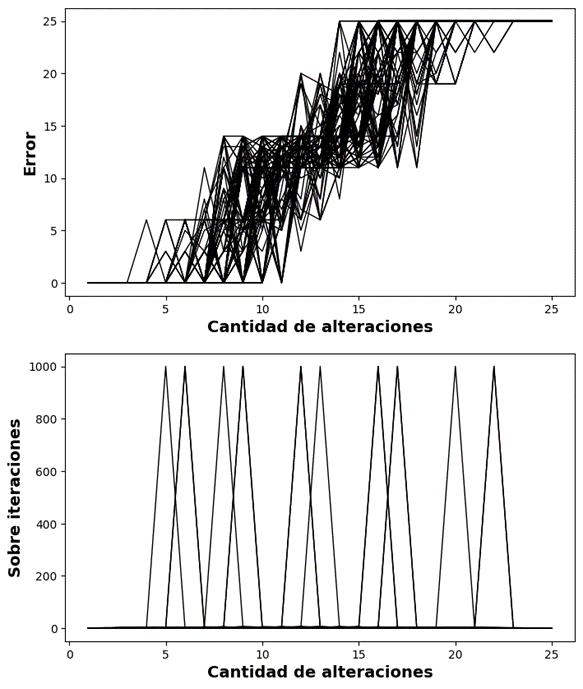 25
20
15
10
5
0
Error
0 5 10 15 20 25
Cantidad de alteraciones
1000
800
600
400
200
0
Sobre iteraciones
0 5 10 15 20 25
Cantidad de alteraciones